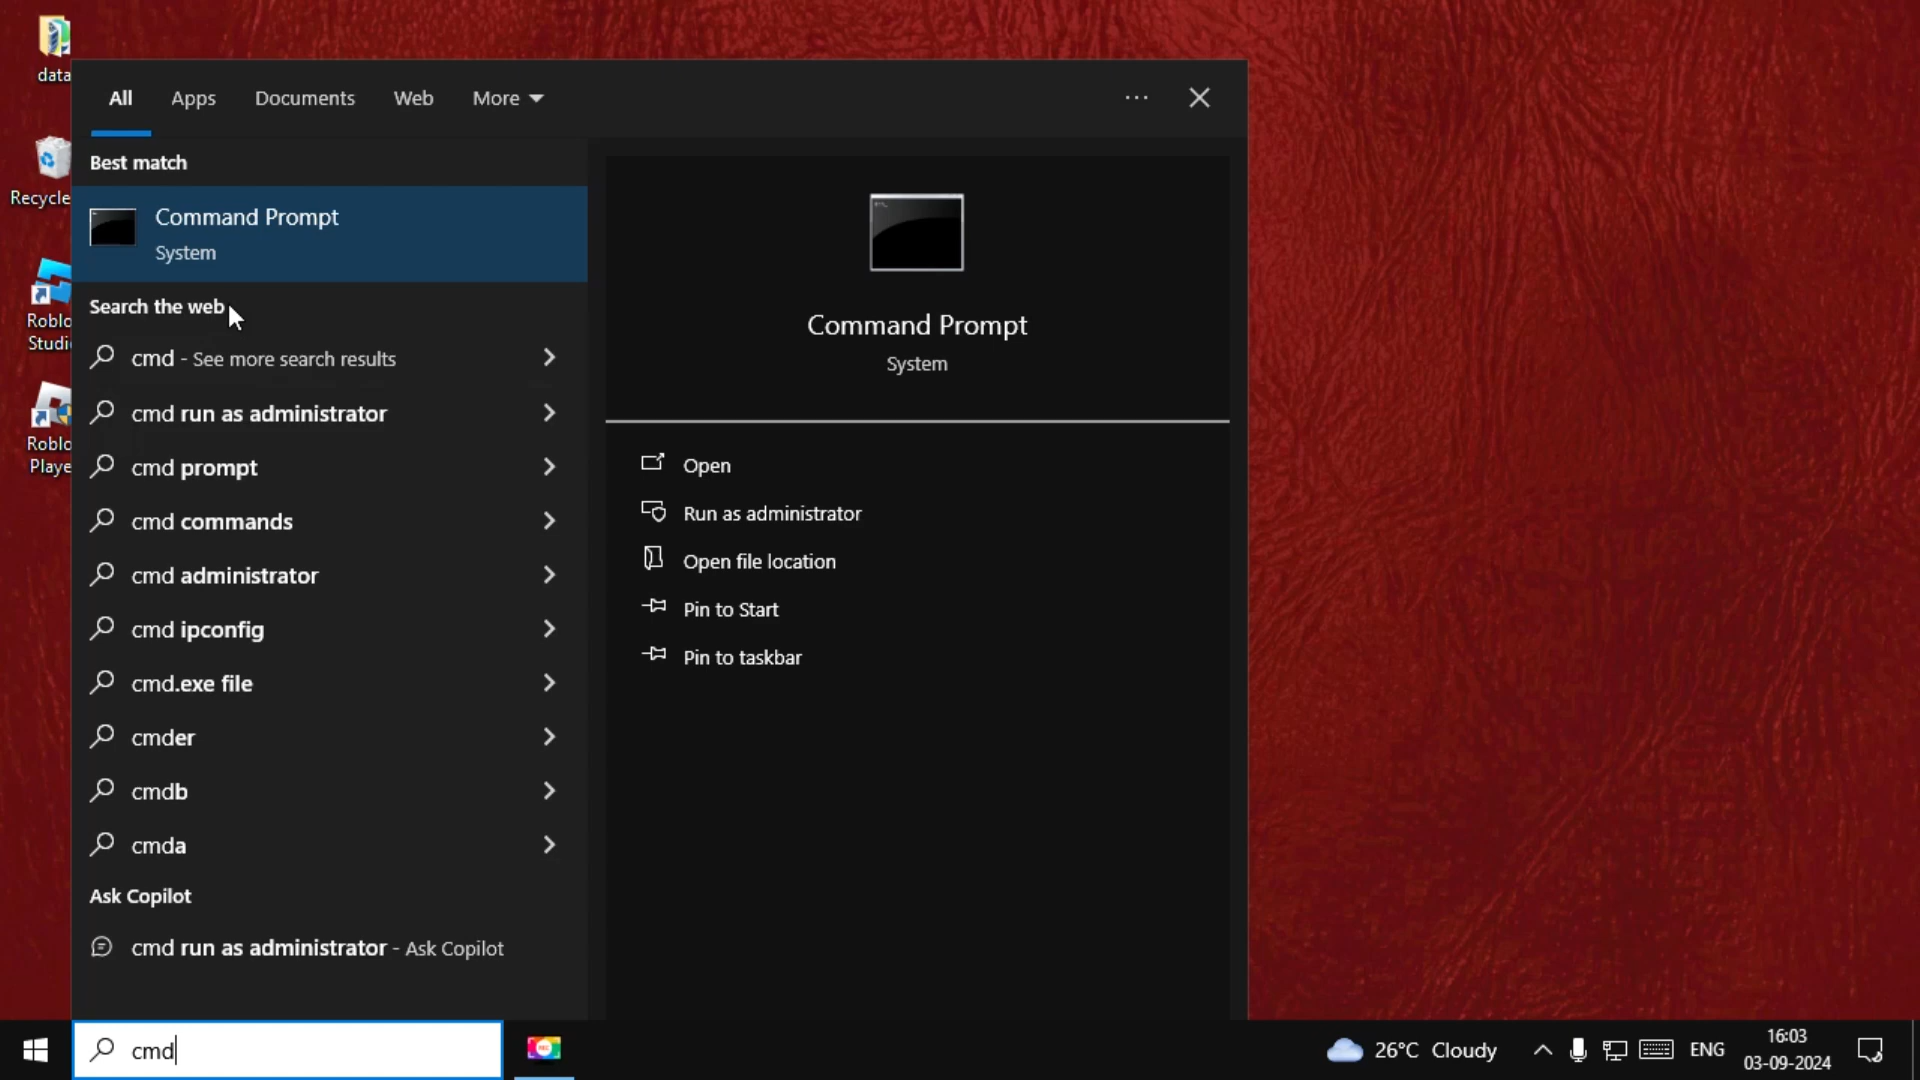 data
Recycle
Roblo
Studi
Roblo
Playe
All Apps Documents Web More
Best match
Command Prompt
System
Search the web
cmd - See more search results
cmd run as administrator
cmd prompt
cmd commands
cmd administrator
cmd ipconfig
cmd.exe file
cmder
cmdb
cmda
Ask Copilot
cmd run as administrator - Ask Copilot
Command Prompt
System
Open
Run as administrator
Open file location
Pin to Start
Pin to taskbar
cmd
26°C Cloudy
ENG
16:03
03-09-2024